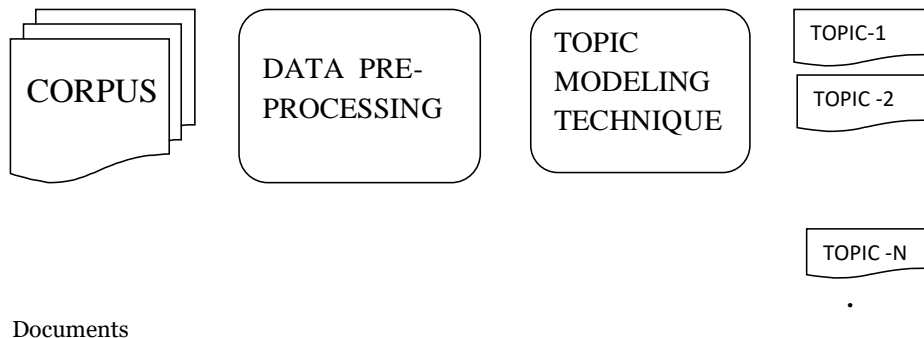 CORPUS
DATA PRE-
PROCESSING
TOPIC
MODELING
TECHNIQUE
TOPIC-1
TOPIC -2
TOPIC -N
.
Documents